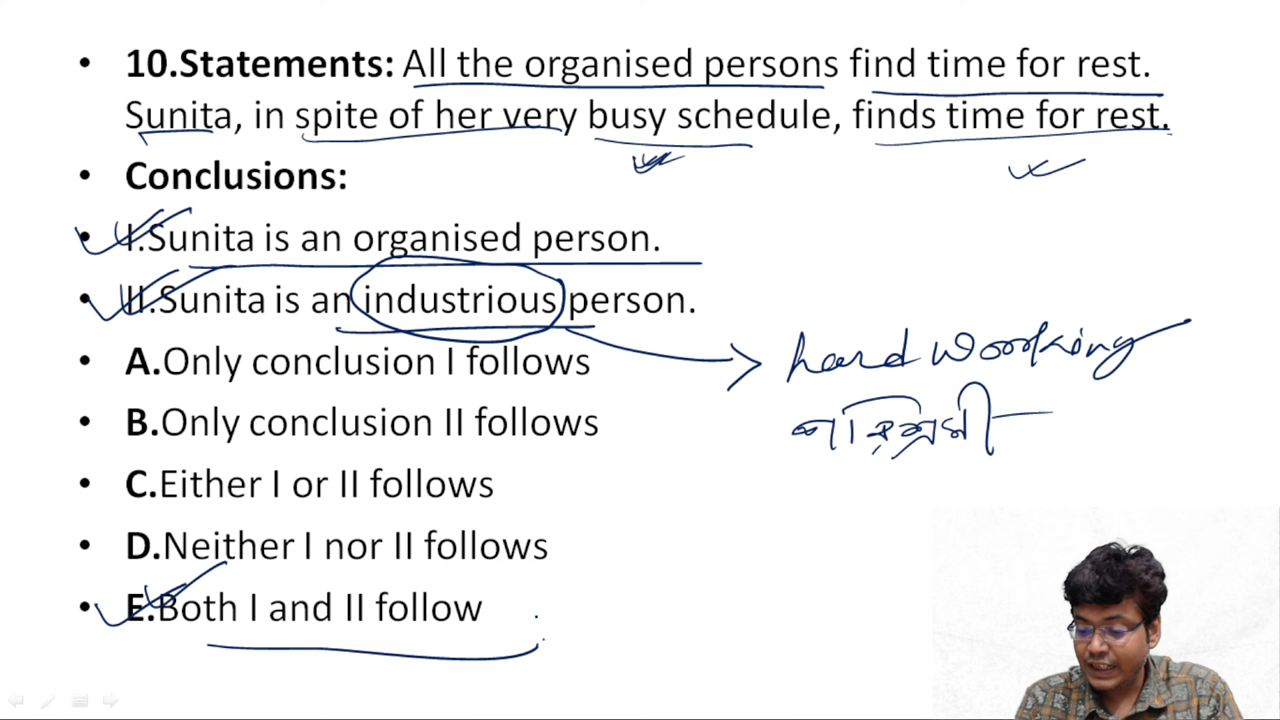 • 10.Statements: All the organised persons find time for rest.
Sunita, in spite of her very busy schedule, finds time for rest.
• Conclusions:
• I.Sunita is an organised person.
• II.Sunita is an industrious person.
• A.Only conclusion I follows
• B.Only conclusion II follows
• C.Either I or II follows
• D.Neither I nor II follows
• E.Both I and II follow
hard working
পরিশ্রমী